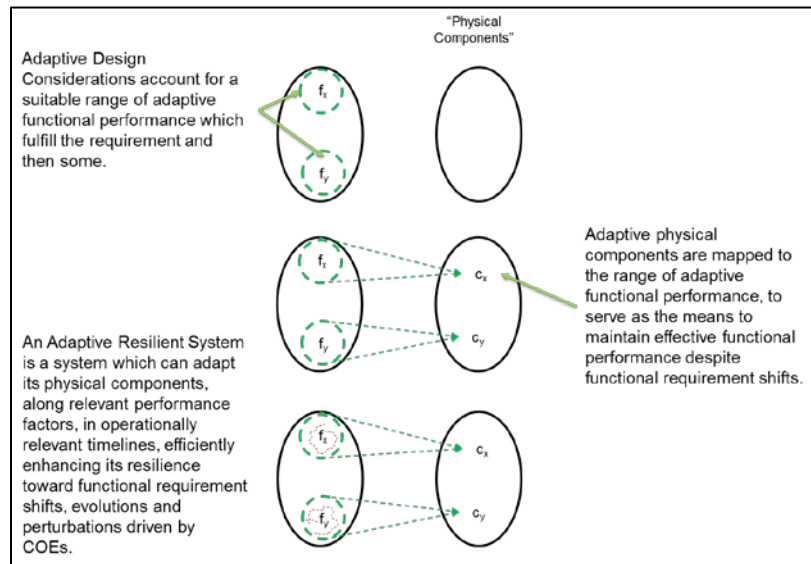 "Physical
Components"
Adaptive Design
Considerations account for a
suitable range of adaptive
functional performance which
fulfill the requirement and
then some.
fx
fy
fx
fy
cx
cy
Adaptive physical
components are mapped to
the range of adaptive
functional performance, to
serve as the means to
maintain effective functional
performance despite
functional requirement shifts.
An Adaptive Resilient System
is a system which can adapt
its physical components,
along relevant performance
factors, in operationally
relevant timelines, efficiently
enhancing its resilience
toward functional requirement
shifts, evolutions and
perturbations driven by
COEs.
fx
fy
cx
cy